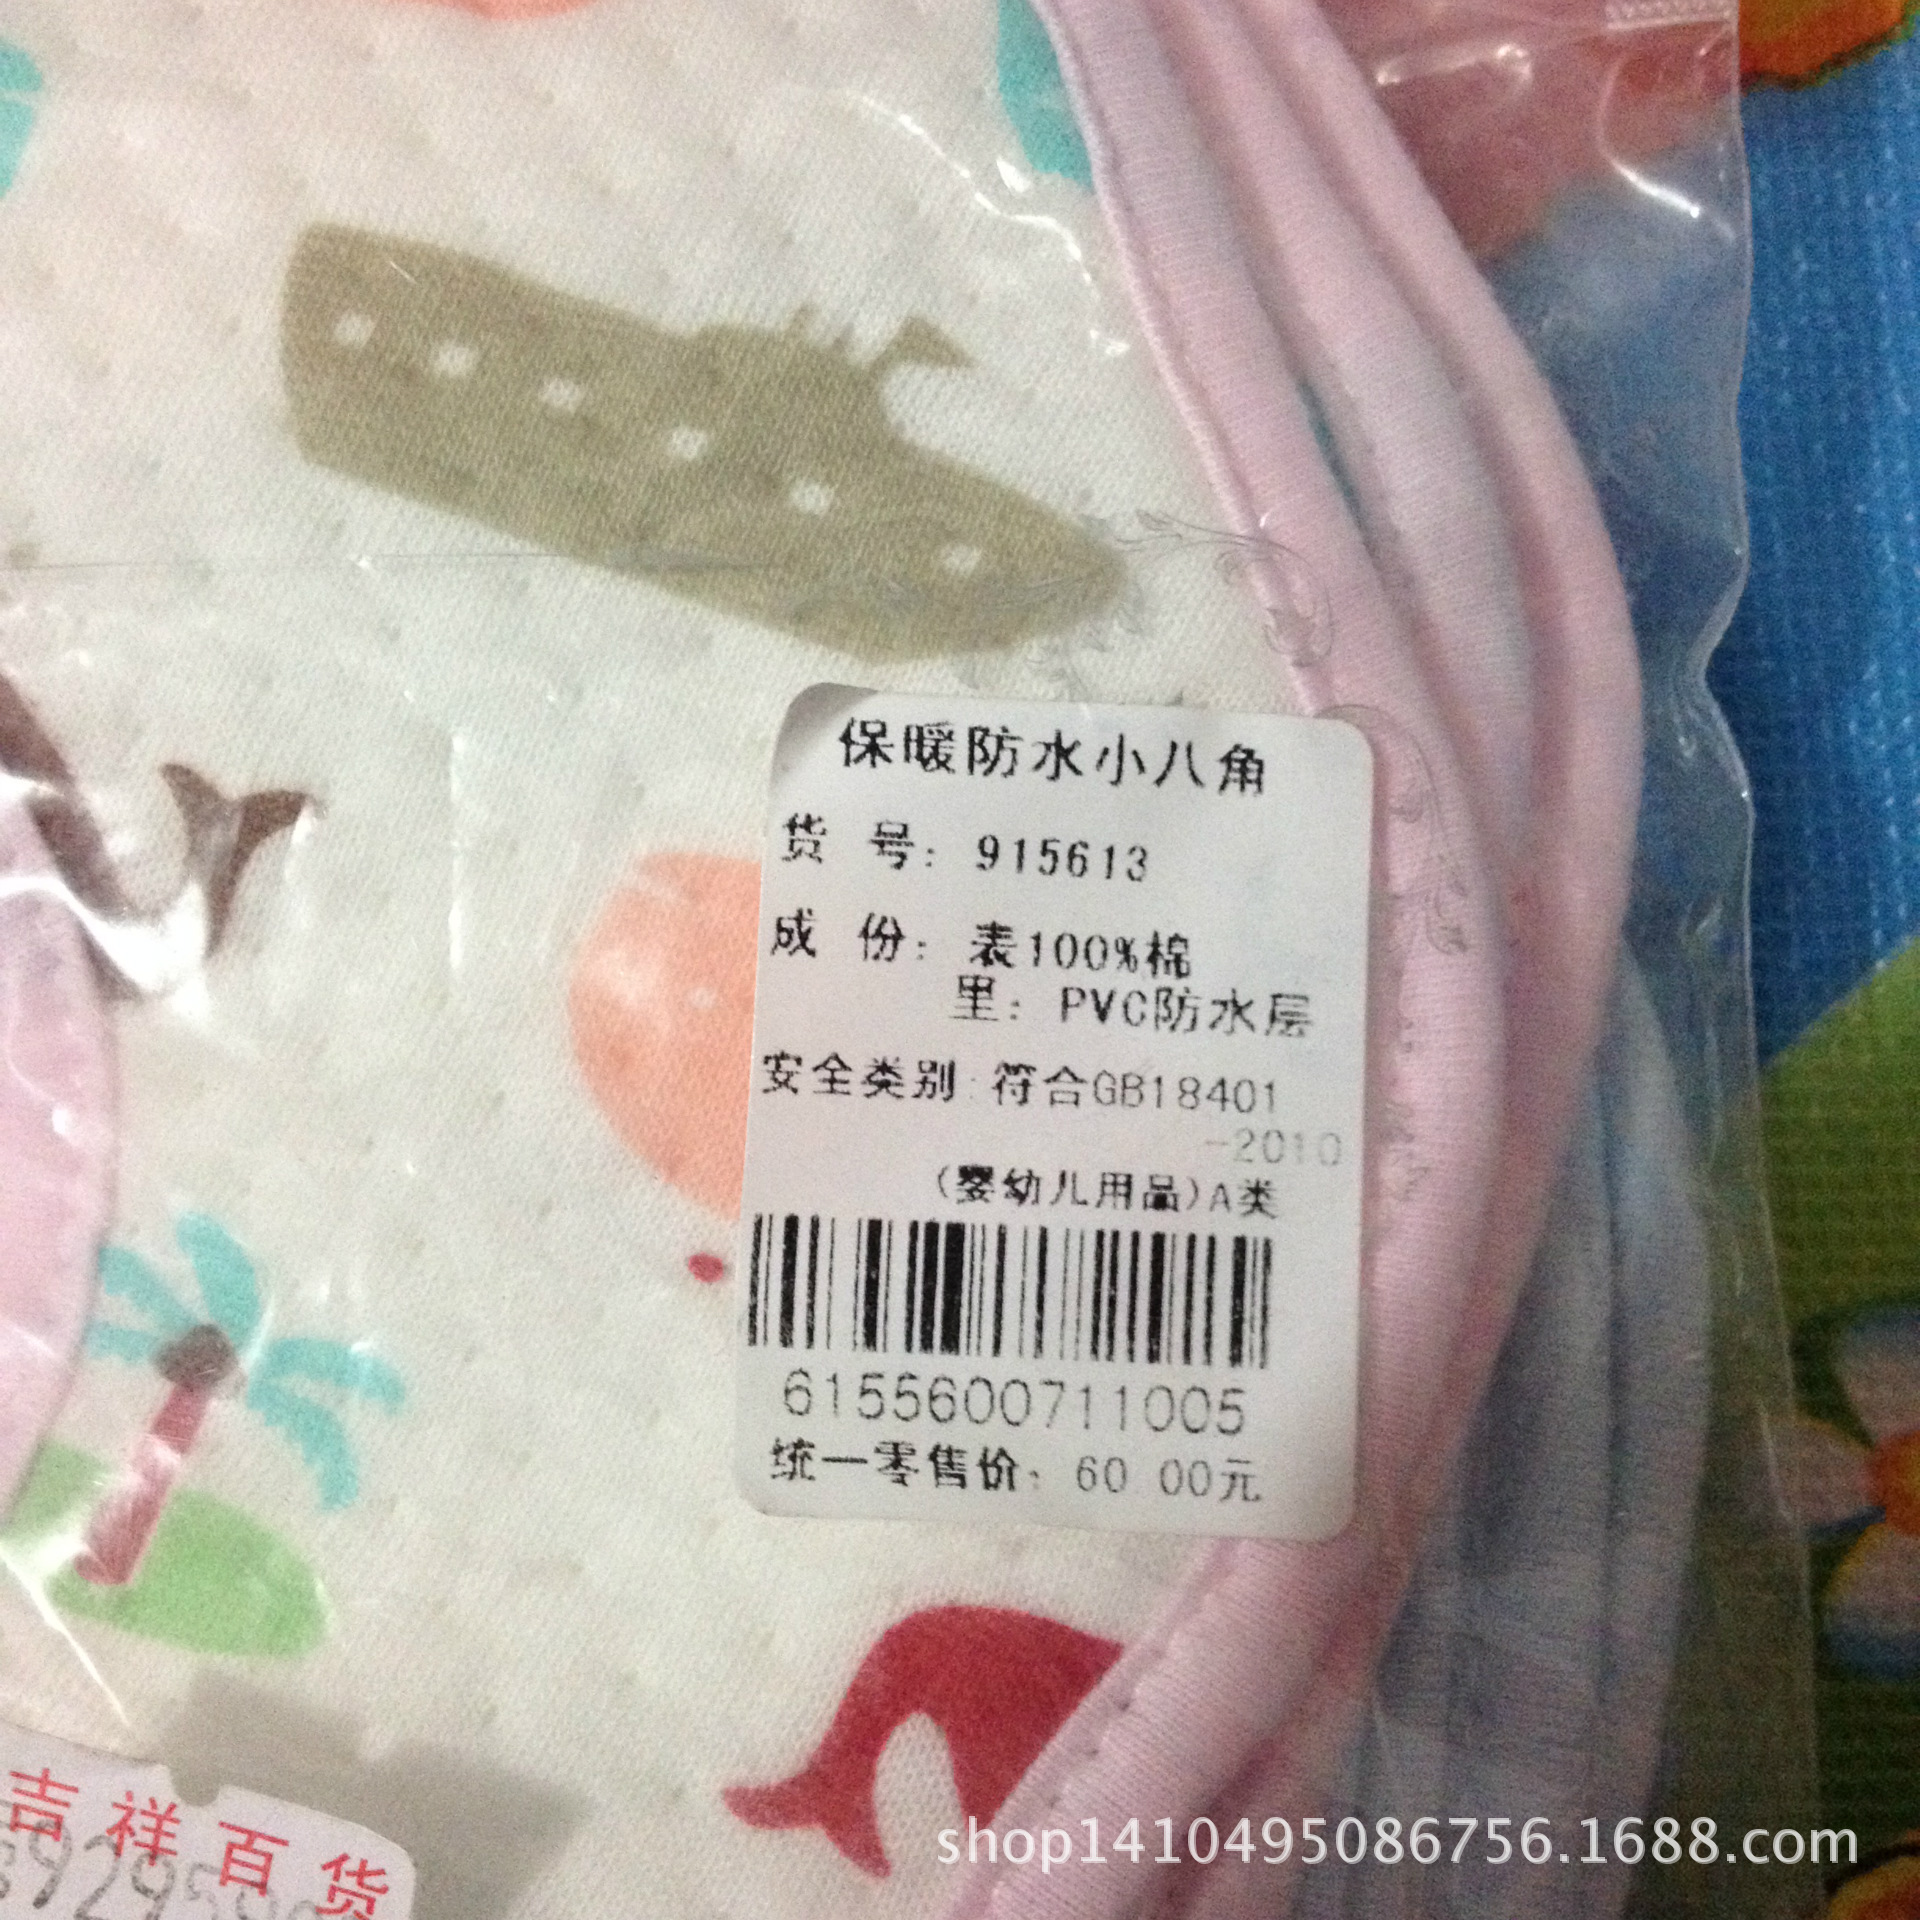 保暖防水小八角
货 号: 915613
成 份: 表100%棉
里: PVC防水层
安全类别: 符合GB18401
-2010
(婴幼儿用品)A类
6155600711005
统一零售价: 60.00元
吉祥百货
shop1410495086756.1688.com